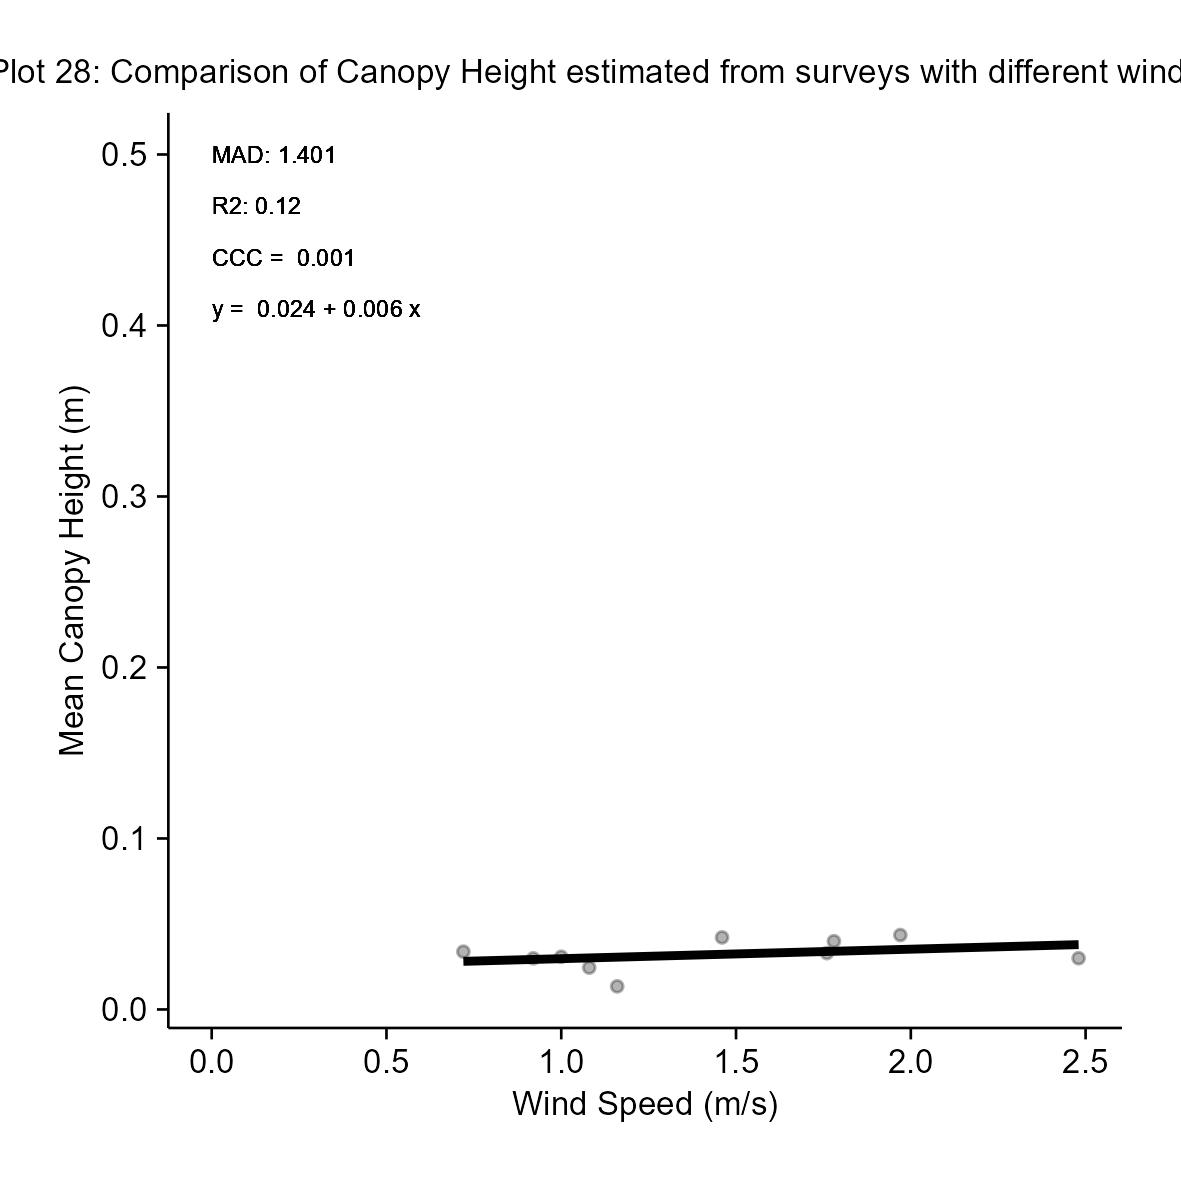 Plot 28: Comparison of Canopy Height estimated from surveys with different wind
0.5
MAD: 1.401
R2: 0.12
CCC =  0.001
y =  0.024 + 0.006 x
0.4
0.3
0.2
0.1
0.0
Mean Canopy Height (m)
0.0 0.5 1.0 1.5 2.0 2.5
Wind Speed (m/s)